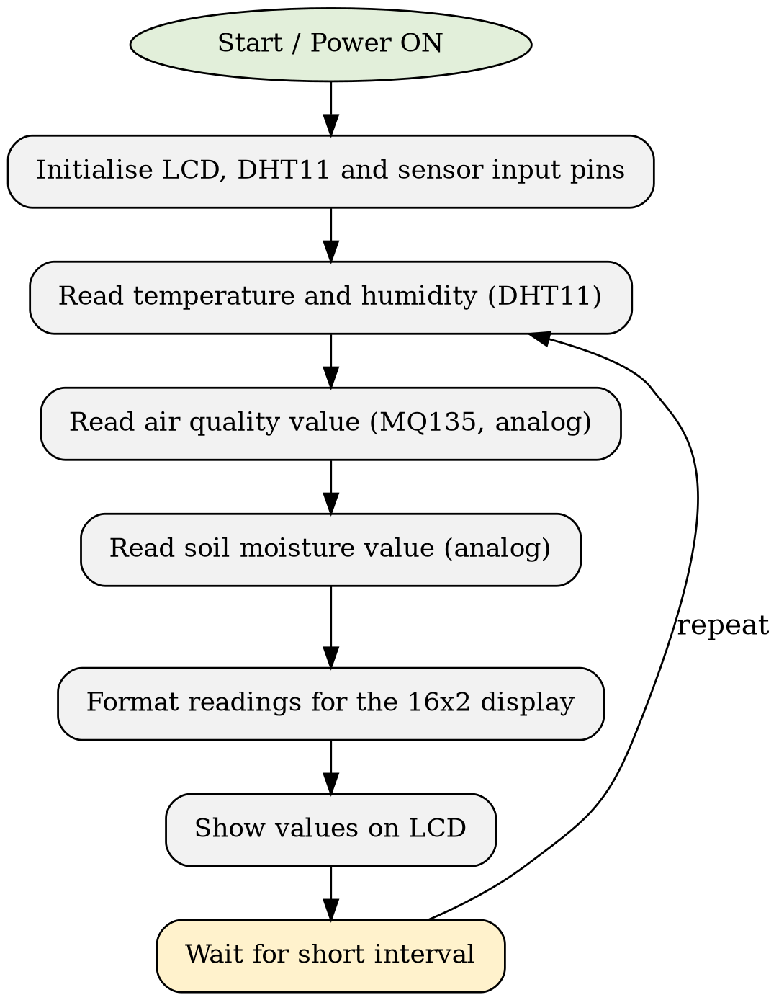 Start / Power ON
Initialise LCD, DHT11 and sensor input pins
Read temperature and humidity (DHT11)
Read air quality value (MQ135, analog)
Read soil moisture value (analog)
repeat
Format readings for the 16x2 display
Show values on LCD
Wait for short interval